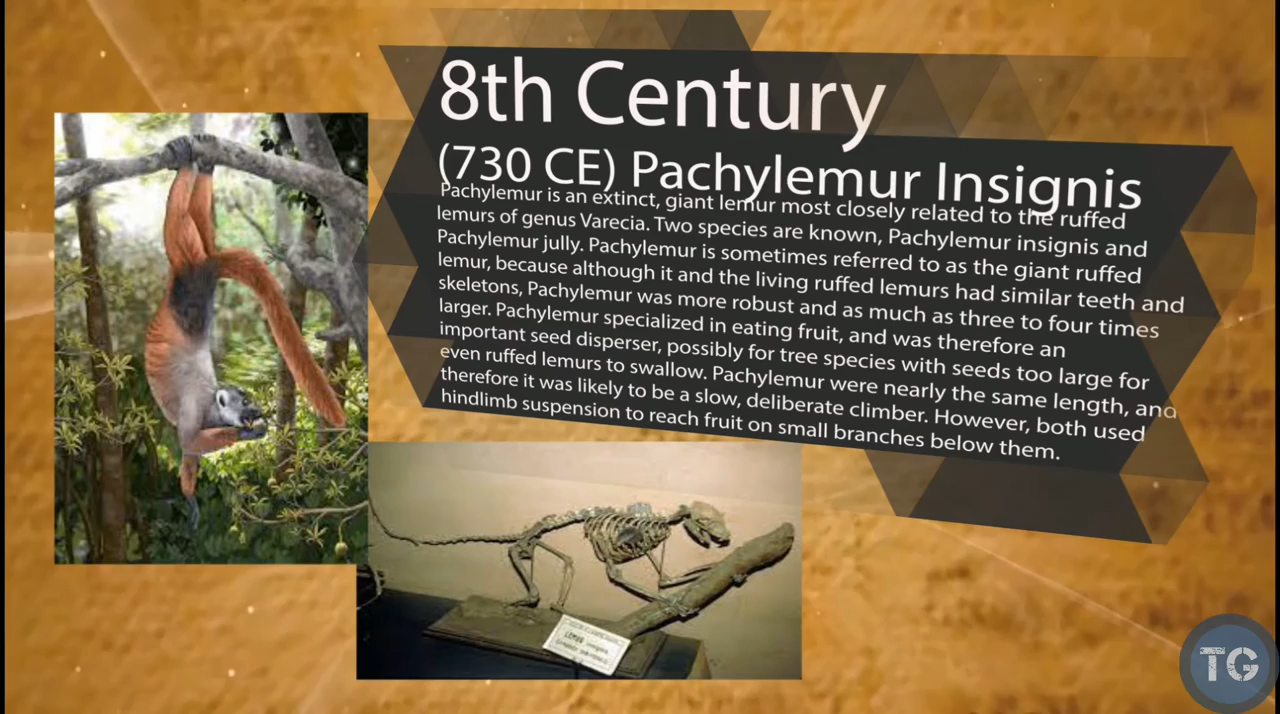 8th Century
(730 CE) Pachylemur Insignis
Pachylemur is an extinct, giant lemur most closely related to the ruffed
lemurs of genus Varecia. Two species are known, Pachylemur insignis and
Pachylemur jully. Pachylemur is sometimes referred to as the giant ruffed
lemur, because although it and the living ruffed lemurs had similar teeth and
skeletons, Pachylemur was more robust and as much as three to four times
larger. Pachylemur specialized in eating fruit, and was therefore an
important seed disperser, possibly for tree species with seeds too large for
even ruffed lemurs to swallow. Pachylemur were nearly the same length, and
therefore it was likely to be a slow, deliberate climber. However, both used
hindlimb suspension to reach fruit on small branches below them.
LEMUR insignis
TG